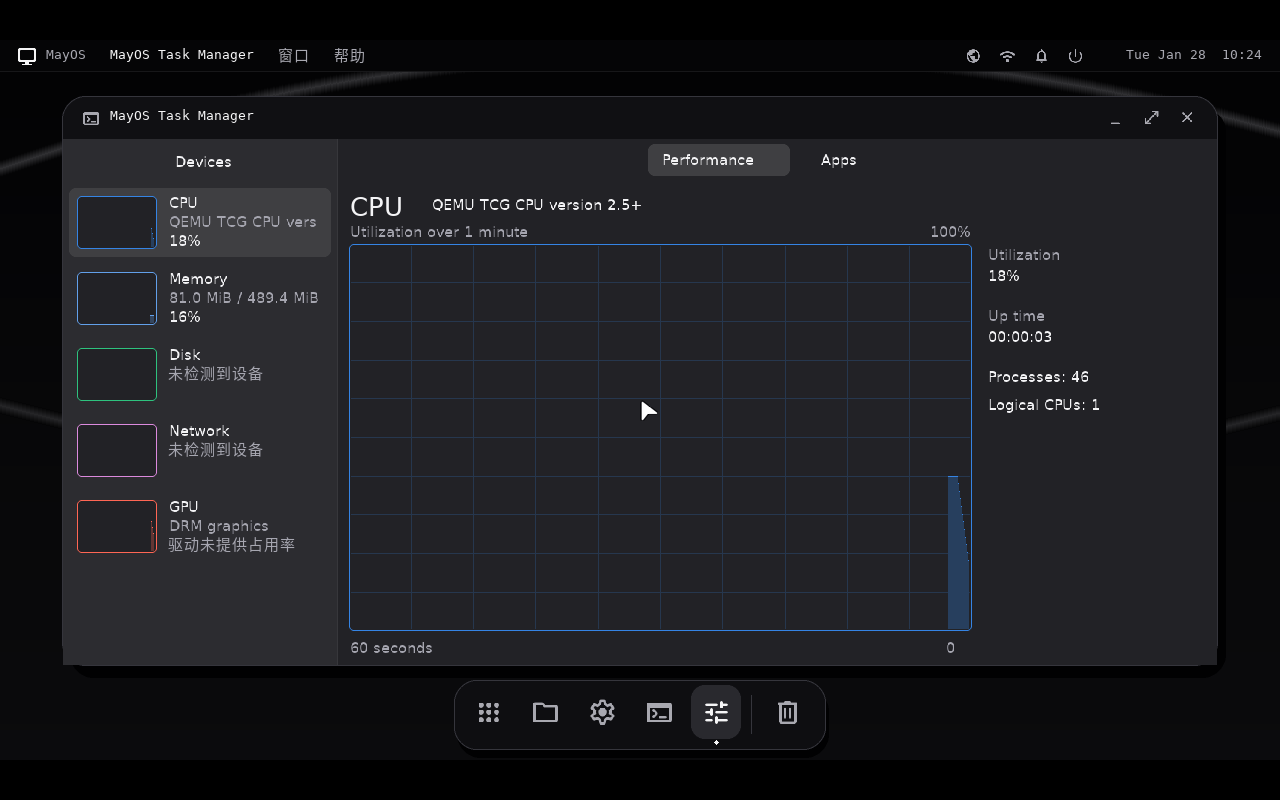 MayOS MayOS Task Manager 窗口 帮助 Tue Jan 28 10:24
MayOS Task Manager
Devices
CPU
QEMU TCG CPU vers
18%
Memory
81.0 MiB / 489.4 MiB
16%
Disk
未检测到设备
Network
未检测到设备
GPU
DRM graphics
驱动未提供占用率
Performance Apps
CPU QEMU TCG CPU version 2.5+
Utilization over 1 minute 100%
60 seconds 0
Utilization
18%
Up time
00:00:03
Processes: 46
Logical CPUs: 1